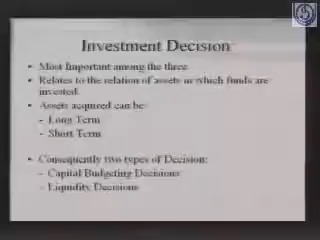 Investment Decision
• Most Important among the three
• Relates to the relation of assets in which funds are
invested.
• Assets acquired can be
- Long Term
- Short Term
• Consequently two types of Decision:
- Capital Budgeting Decisions
- Liquidity Decisions